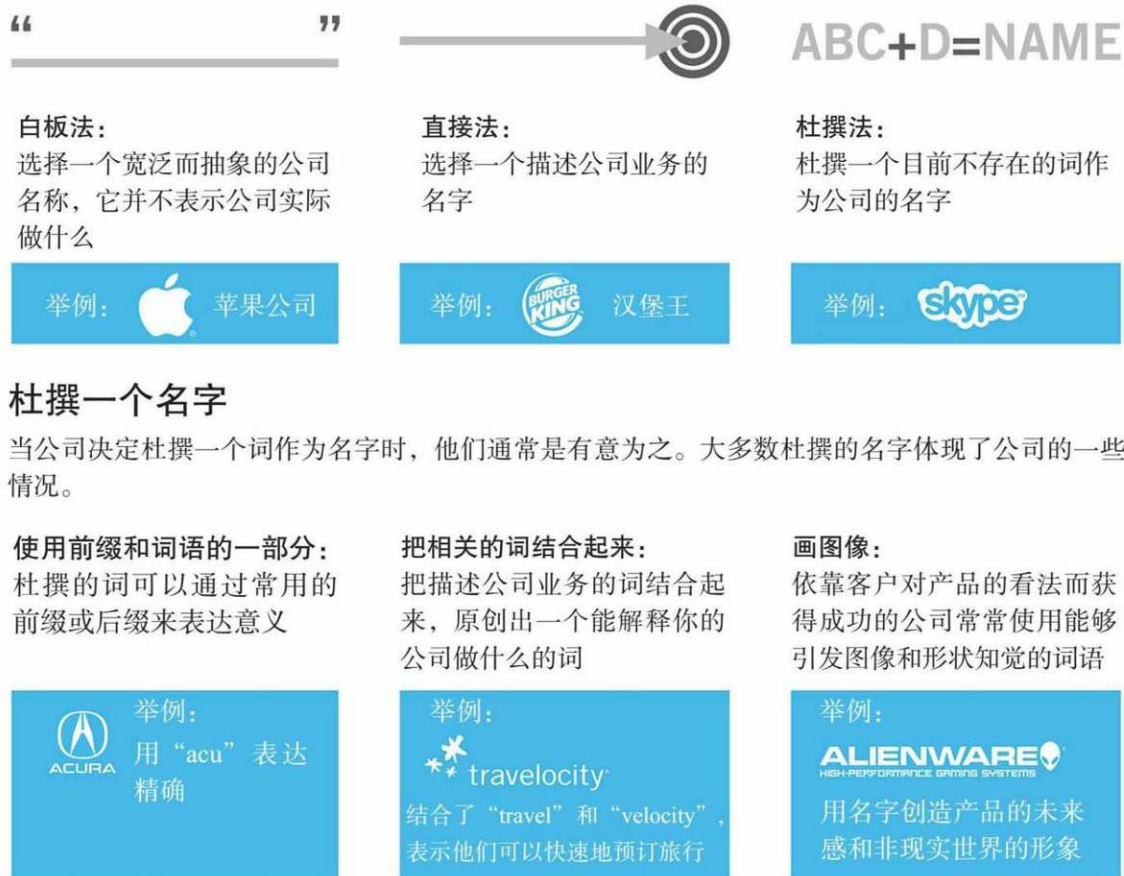 “ ”
ABC+D=NAME
白板法：
选择一个宽泛而抽象的公司
名称，它并不表示公司实际
做什么
举例： 苹果公司
直接法：
选择一个描述公司业务的
名字
举例： BURGER KING 汉堡王
杜撰法：
杜撰一个目前不存在的词作
为公司的名字
举例： skype
杜撰一个名字
当公司决定杜撰一个词作为名字时，他们通常是有意为之。大多数杜撰的名字体现了公司的一些
情况。
使用前缀和词语的一部分：
杜撰的词可以通过常用的
前缀或后缀来表达意义
ACURA
举例：
用“acu”表达
精确
把相关的词结合起来：
把描述公司业务的词结合起
来，原创出一个能解释你的
公司做什么的词
举例：
travelocity
结合了“travel”和“velocity”，
表示他们可以快速地预订旅行
画图像：
依靠客户对产品的看法而获
得成功的公司常常使用能够
引发图像和形状知觉的词语
举例：
ALIENWARE
HIGH-PERFORMANCE GAMING SYSTEMS
用名字创造产品的未来
感和非现实世界的形象